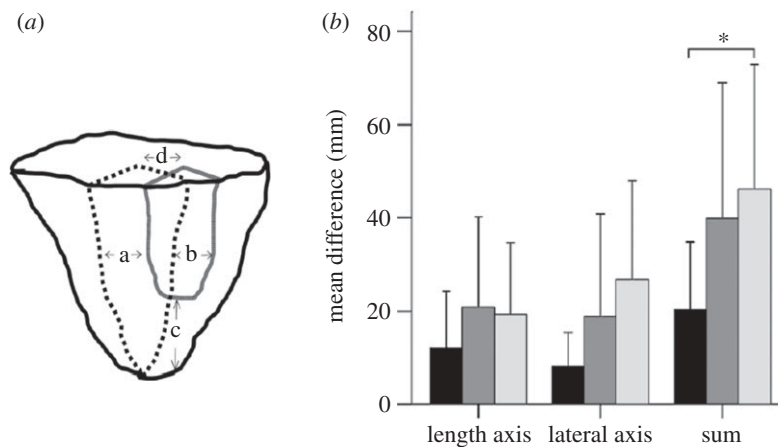 (a)
d
a
b
c
(b)
mean difference (mm)
80
60
40
20
0
*
length axis
lateral axis
sum